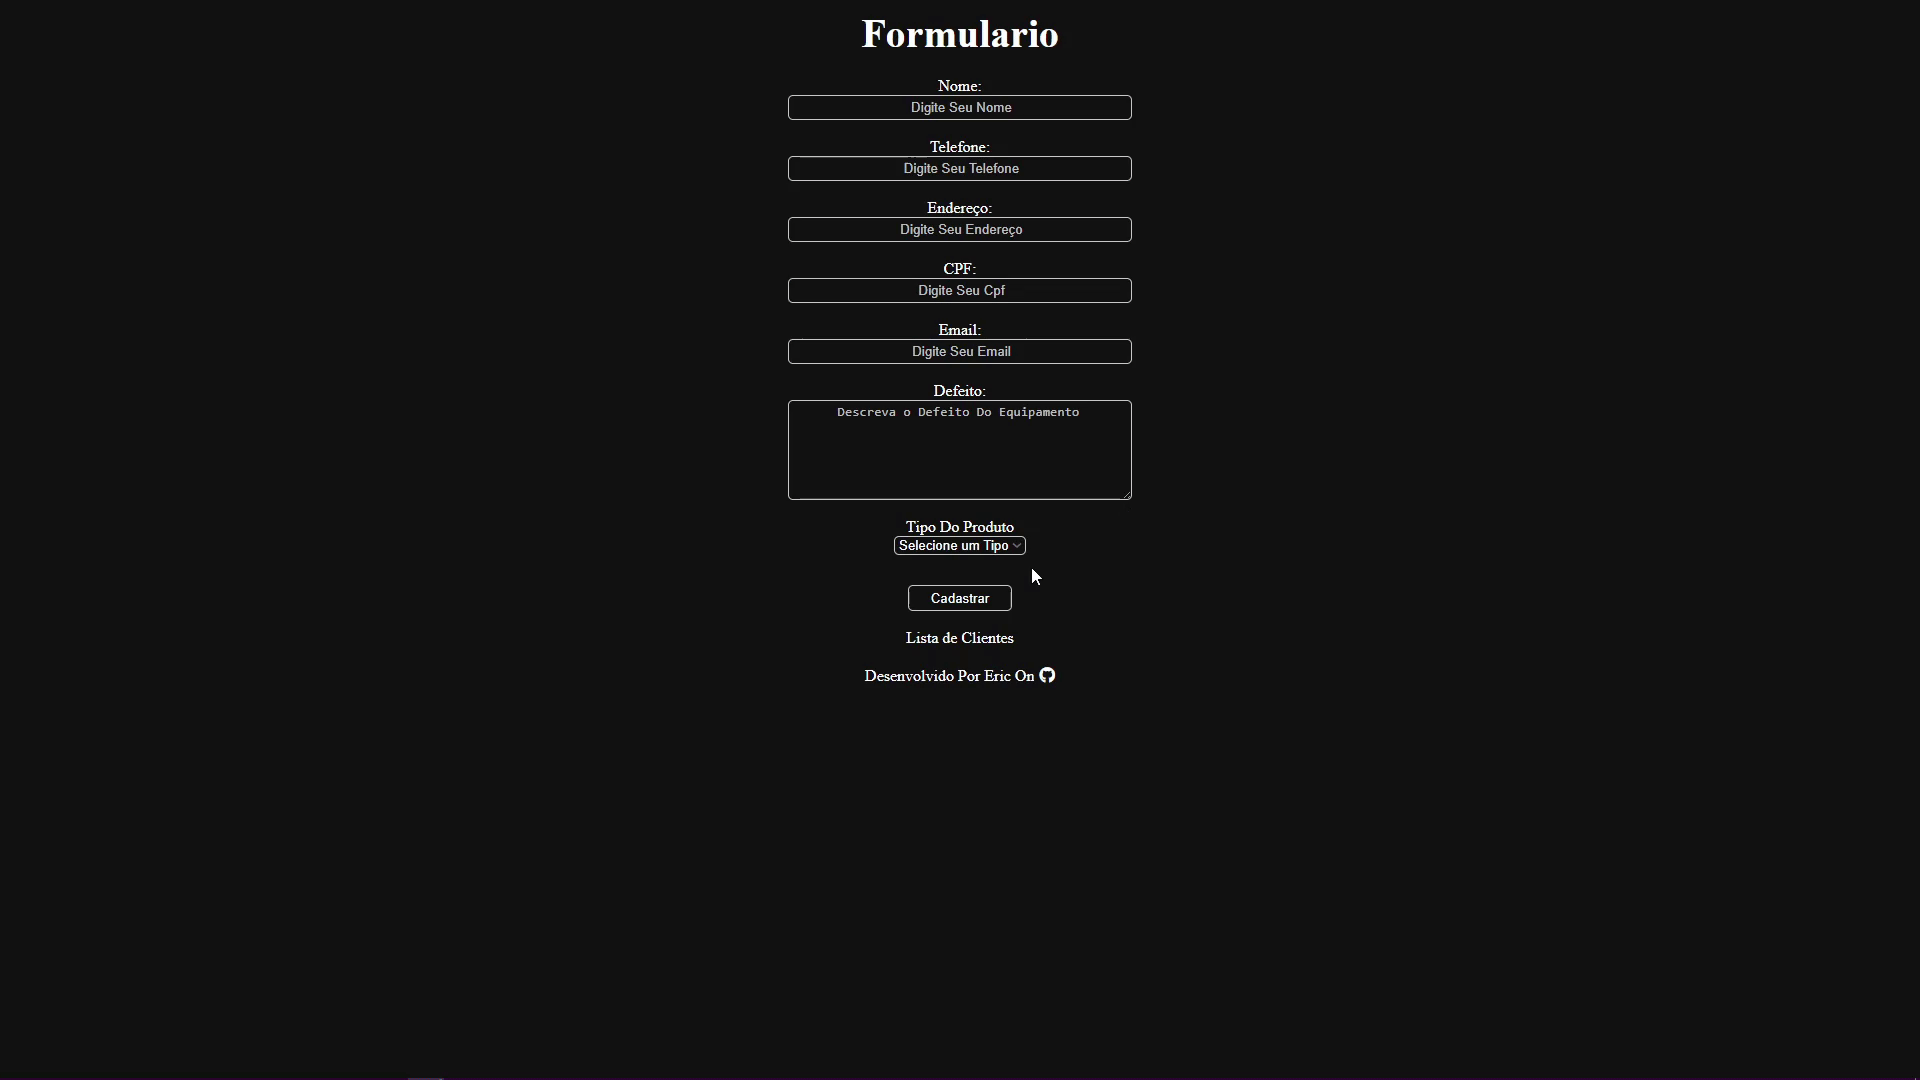 Formulario
Nome:
Digite Seu Nome
Telefone:
Digite Seu Telefone
Endereço:
Digite Seu Endereço
CPF:
Digite Seu Cpf
Email:
Digite Seu Email
Defeito:
Descreva o Defeito Do Equipamento
Tipo Do Produto
Selecione um Tipo
Cadastrar
Lista de Clientes
Desenvolvido Por Eric On